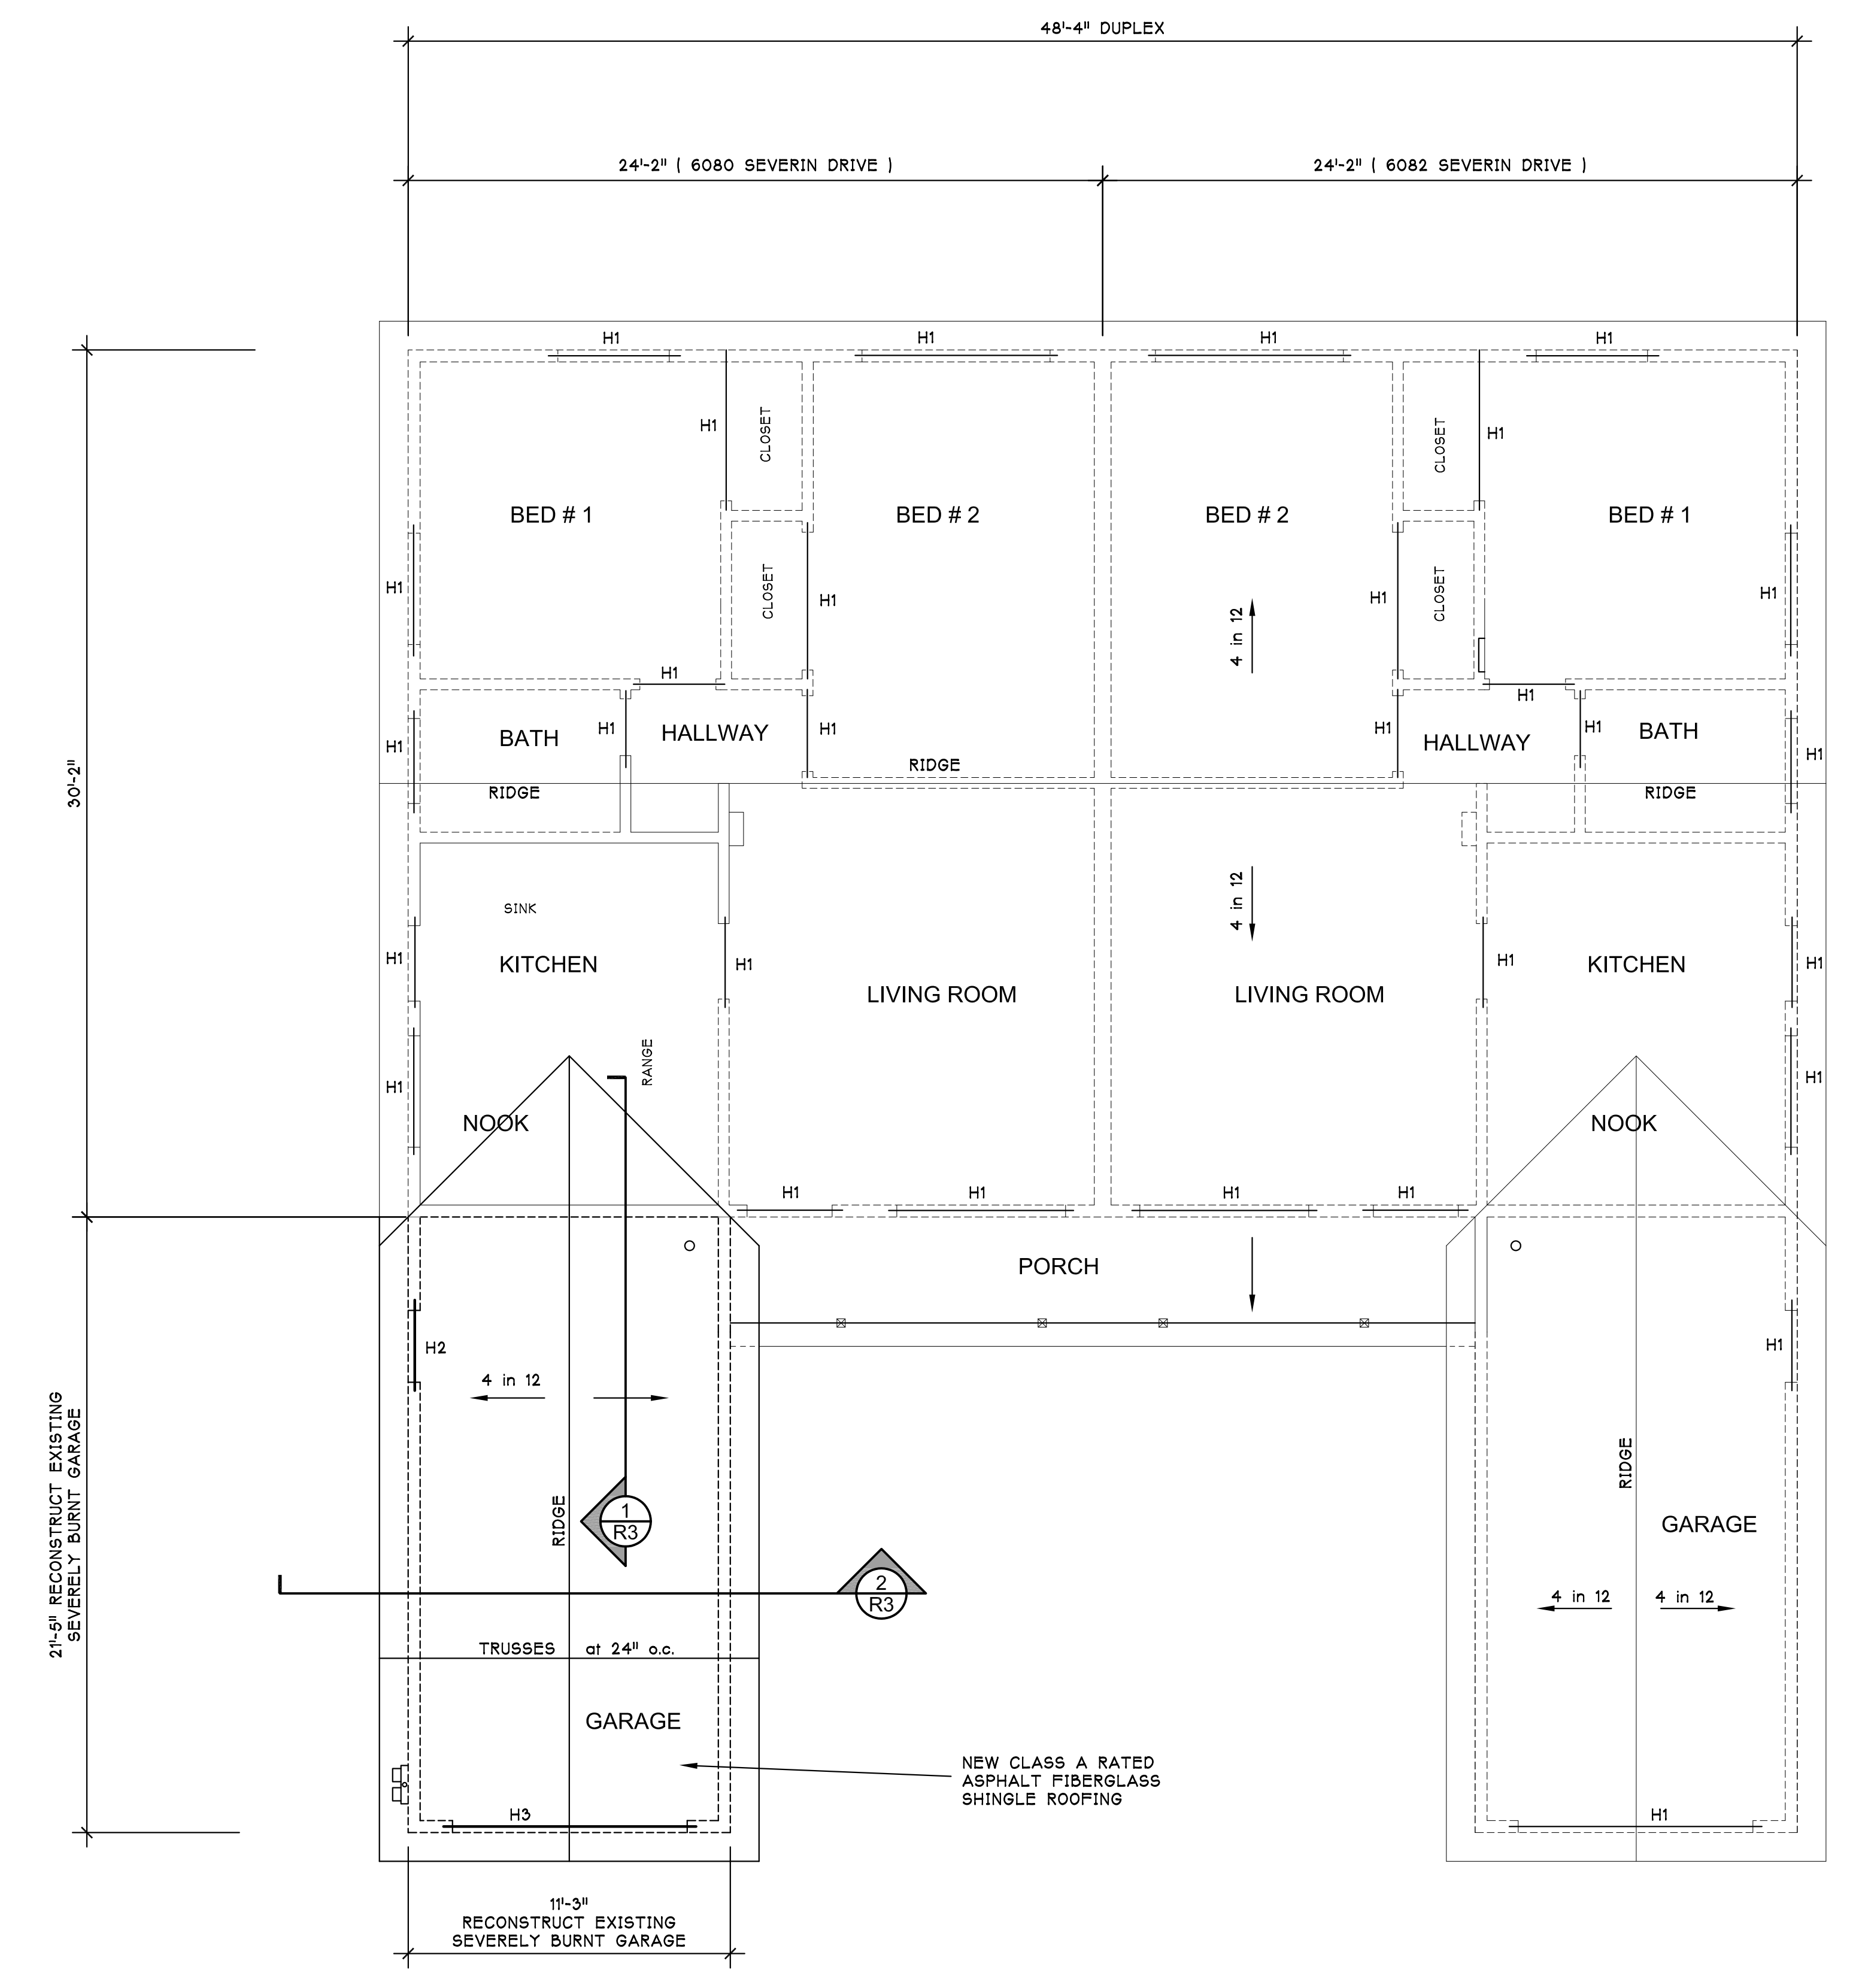 48'-4" DUPLEX
24'-2" ( 6080 SEVERIN DRIVE )
24'-2" ( 6082 SEVERIN DRIVE )
H1
H1
H1
H1
H1
CLOSET
CLOSET
H1
BED # 1
BED # 2
BED # 2
BED # 1
H1
CLOSET
H1
4 in 12
H1
CLOSET
H1
H1
H1
H1
BATH
H1
HALLWAY
H1
H1
HALLWAY
H1
BATH
H1
30'-2"
RIDGE
RIDGE
RIDGE
4 in 12
SINK
H1
KITCHEN
H1
LIVING ROOM
LIVING ROOM
H1
KITCHEN
H1
RANGE
H1
NOOK
NOOK
H1
H1
H1
H1
H1
PORCH
H2
H1
4 in 12
21'-5" RECONSTRUCT EXISTING
SEVERELY BURNT GARAGE
RIDGE
1
R3
RIDGE
GARAGE
2
R3
4 in 12
4 in 12
TRUSSES at 24" o.c.
GARAGE
NEW CLASS A RATED
ASPHALT FIBERGLASS
SHINGLE ROOFING
H3
H1
11'-3"
RECONSTRUCT EXISTING
SEVERELY BURNT GARAGE